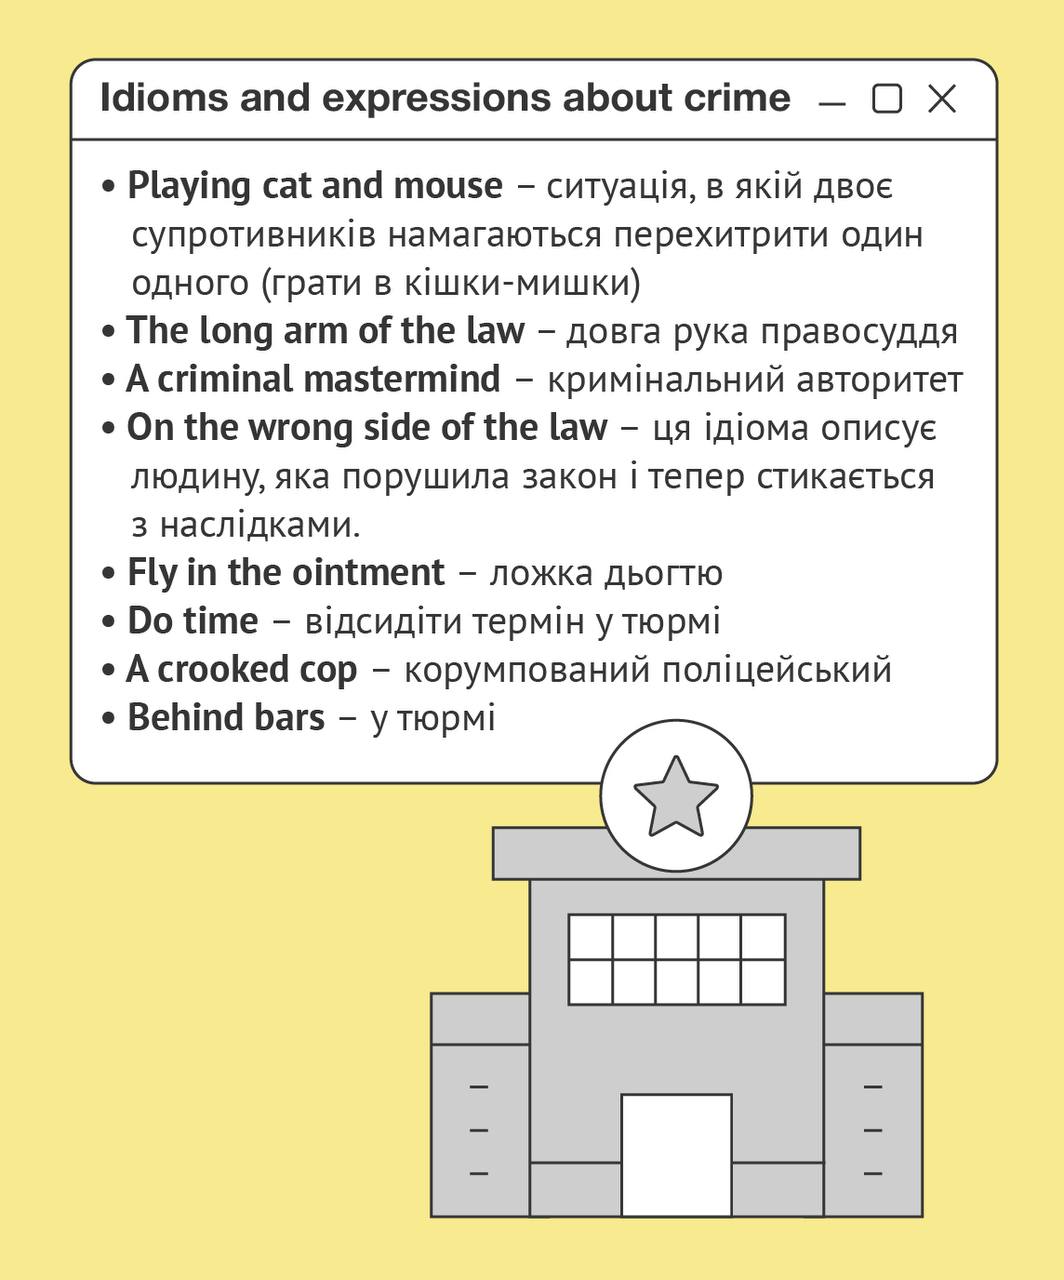 Idioms and expressions about crime
• Playing cat and mouse – ситуація, в якій двоє
супротивників намагаються перехитрити один
одного (грати в кішки-мишки)
• The long arm of the law – довга рука правосуддя
• A criminal mastermind – кримінальний авторитет
• On the wrong side of the law – ця ідіома описує
людину, яка порушила закон і тепер стикається
з наслідками.
• Fly in the ointment – ложка дьогтю
• Do time – відсидіти термін у тюрмі
• A crooked cop – корумпований поліцейський
• Behind bars – у тюрмі